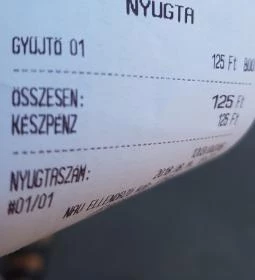 NYUGTA
GYŰJTŐ 01
125 Ft
ÖSSZESEN: 125 Ft
KÉSZPÉNZ 125 Ft
NYUGTASZÁM:
#01/01
NAV ELLENŐRZŐ KÓD